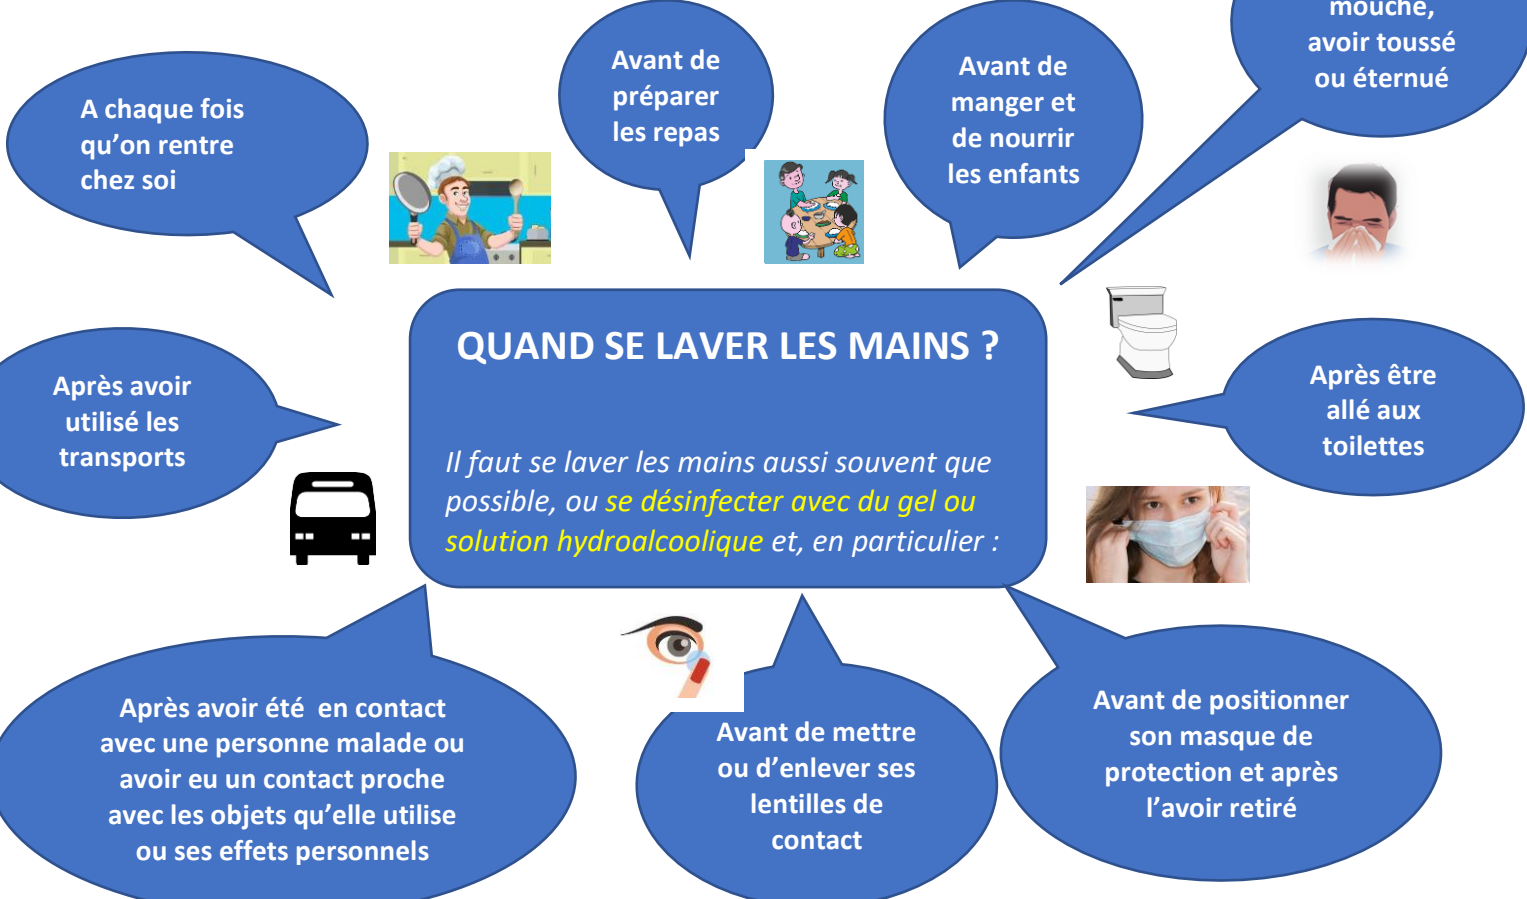 mouché,
avoir toussé
ou éternué
Avant de
préparer
les repas
Avant de
manger et
de nourrir
les enfants
A chaque fois
qu'on rentre
chez soi
QUAND SE LAVER LES MAINS ?
Il faut se laver les mains aussi souvent que
possible, ou se désinfecter avec du gel ou
solution hydroalcoolique et, en particulier :
Après avoir
utilisé les
transports
Après être
allé aux
toilettes
Après avoir été  en contact
avec une personne malade ou
avoir eu un contact proche
avec les objets qu'elle utilise
ou ses effets personnels
Avant de mettre
ou d'enlever ses
lentilles de
contact
Avant de positionner
son masque de
protection et après
l'avoir retiré